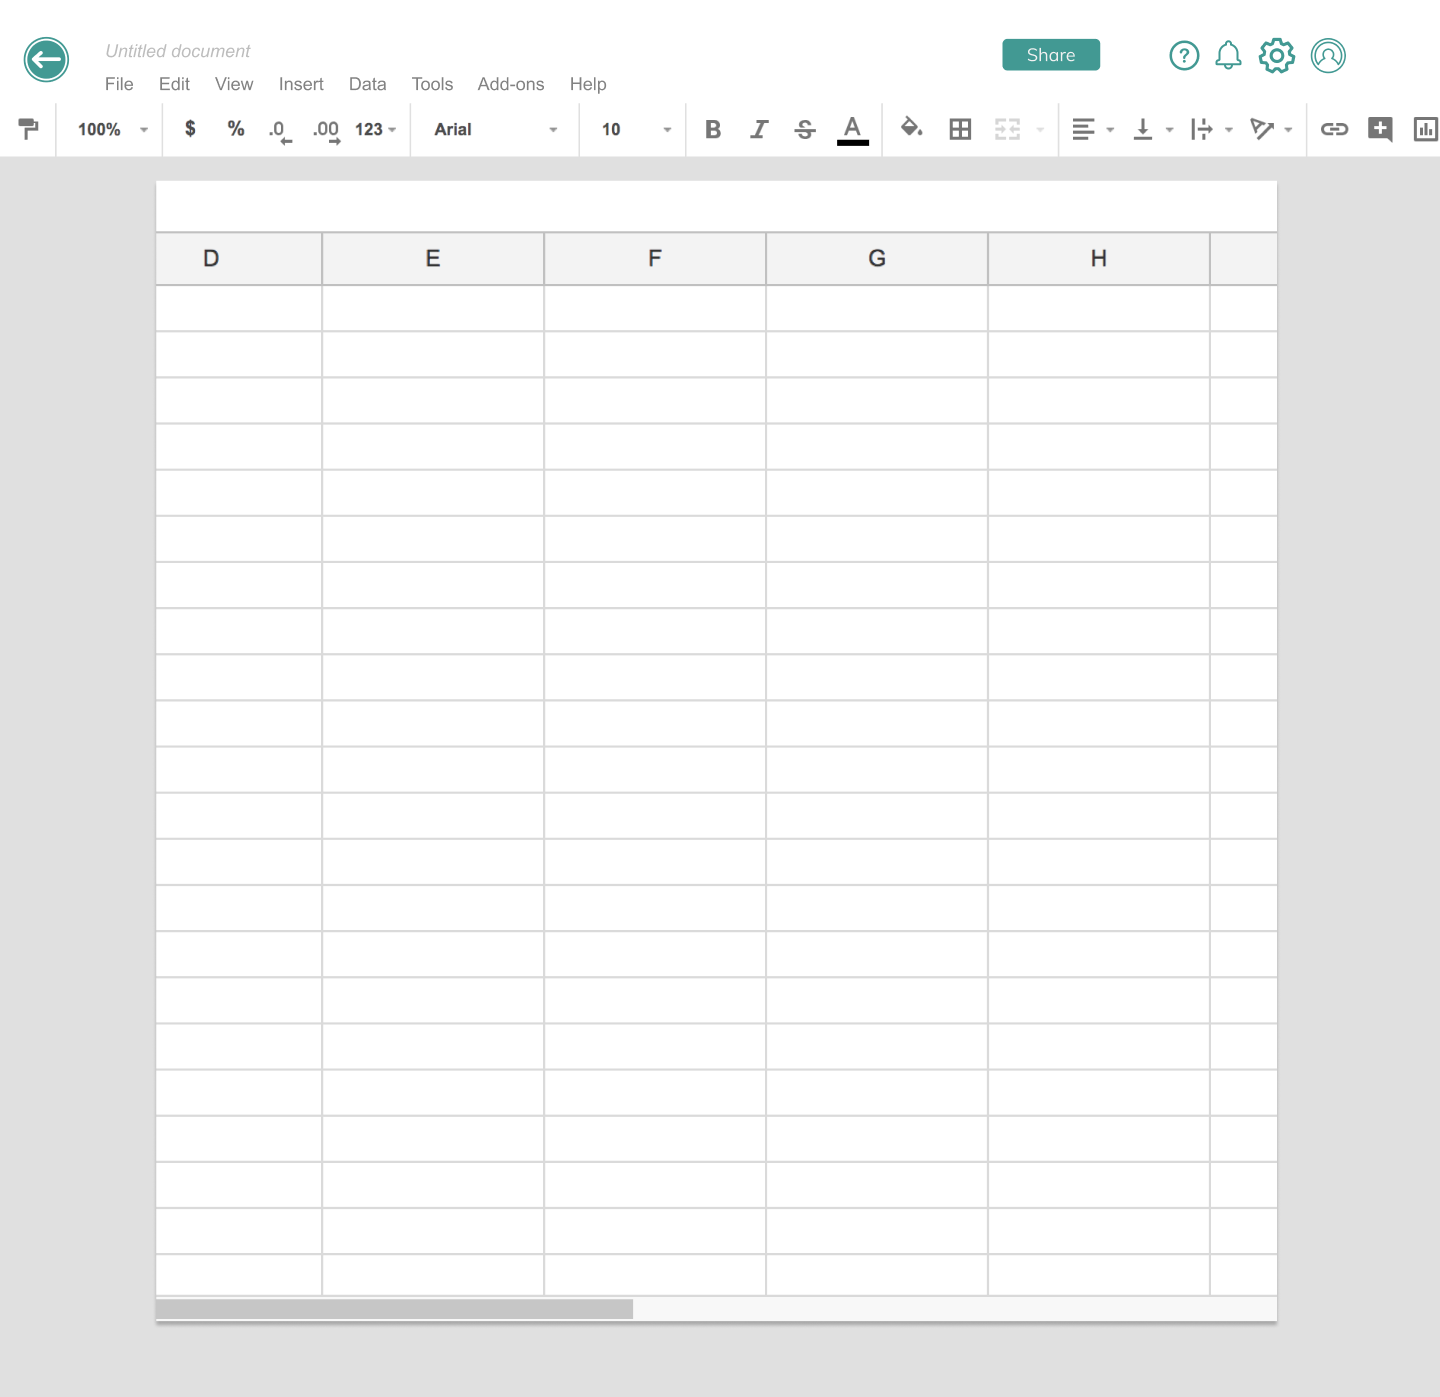 Untitled document
Share
File Edit View Insert Data Tools Add-ons Help
100% $ % .0 .00 123 Arial 10 B I S A
D E F G H